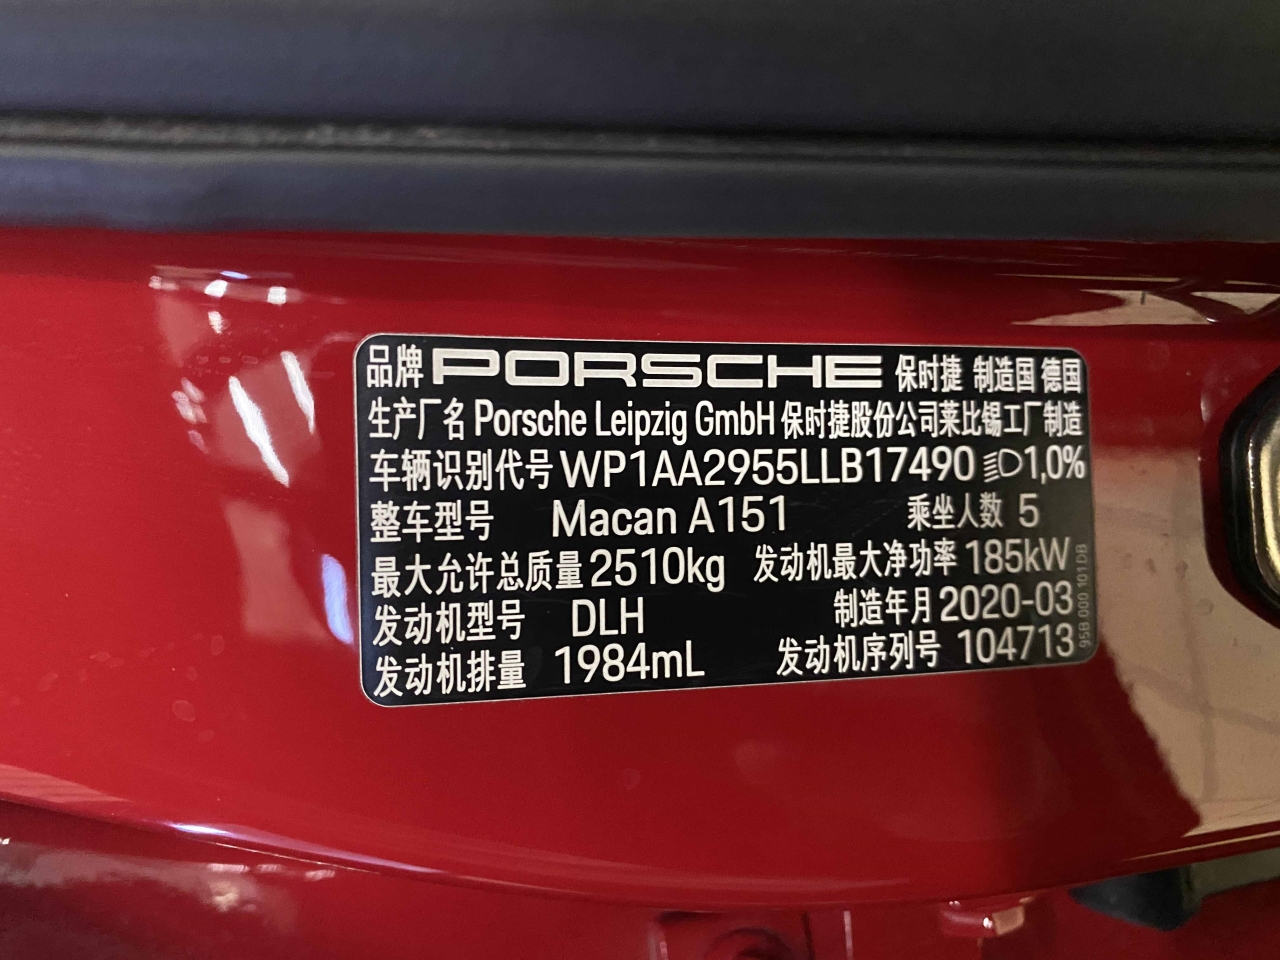 品牌 PORSCHE 保时捷 制造国 德国
生产厂名 Porsche Leipzig GmbH 保时捷股份公司莱比锡工厂制造
车辆识别代号 WP1AA2955LLB17490 1,0%
整车型号 Macan A151 乘坐人数 5
最大允许总质量 2510kg 发动机最大净功率 185kW
发动机型号 DLH 制造年月 2020-03
发动机排量 1984mL 发动机序列号 104713
95B 000 101 DB